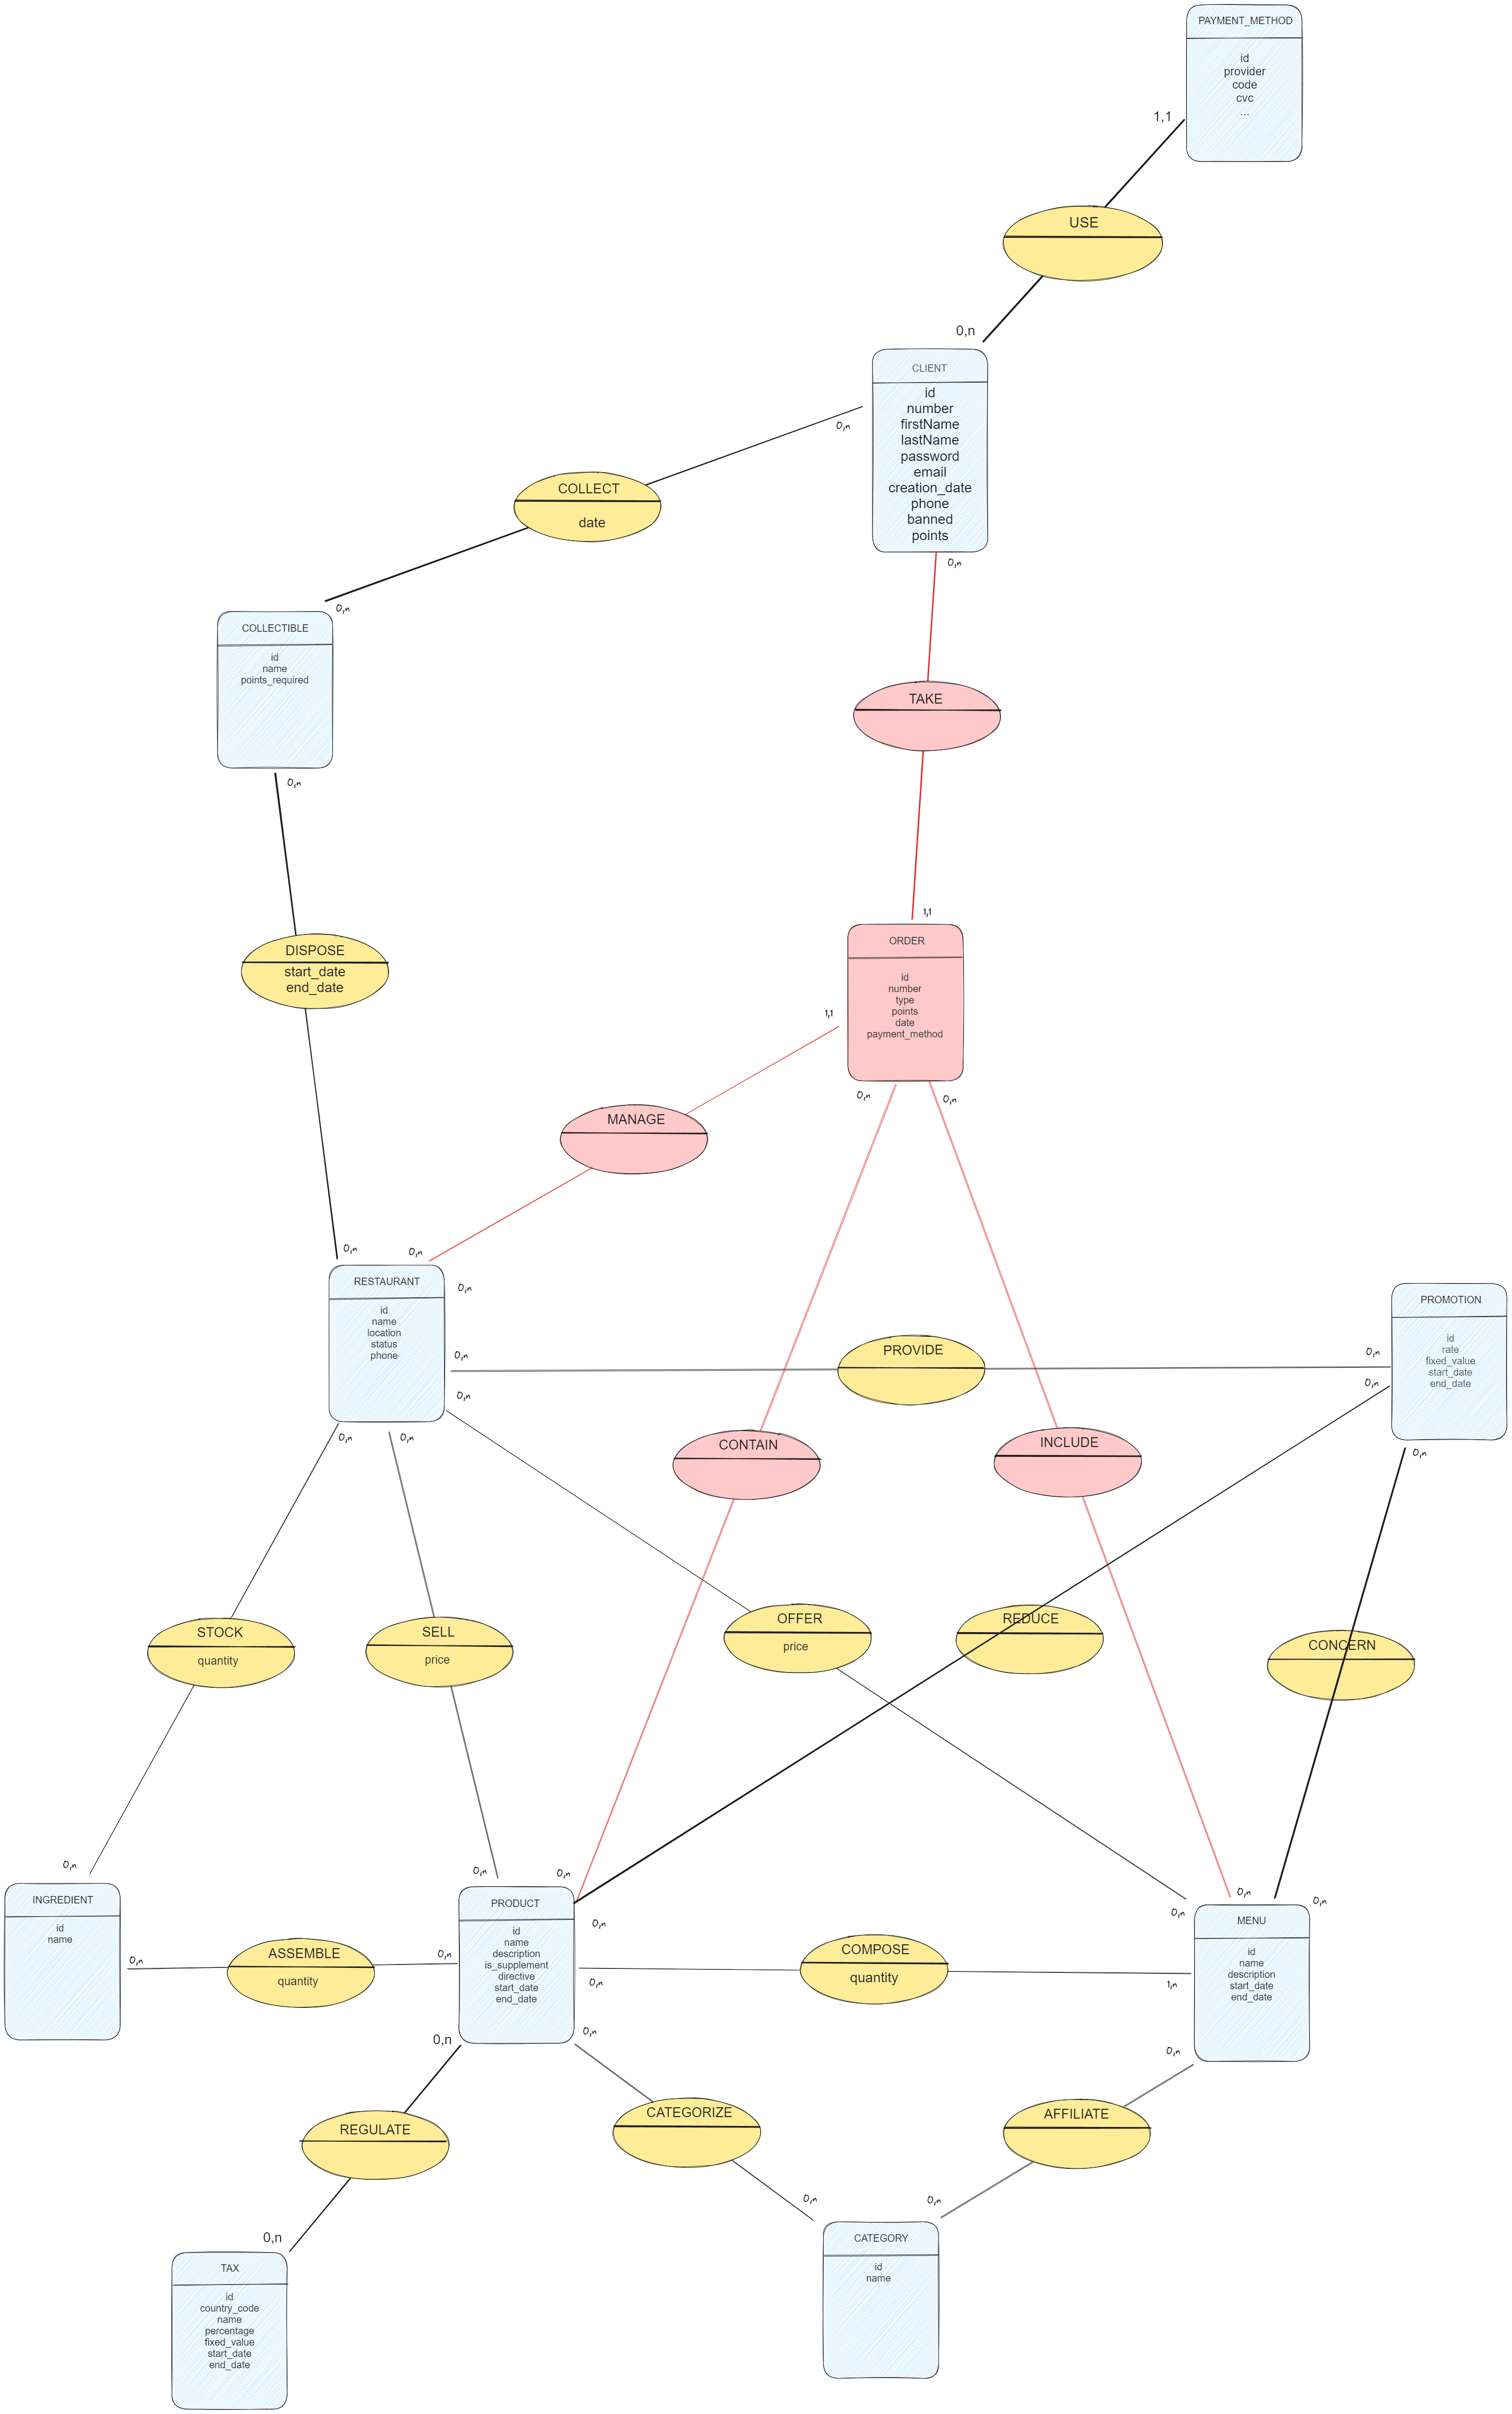 PAYMENT_METHOD
id
provider
code
cvc
...
1,1
USE
0,n
CLIENT
id
number
firstName
lastName
password
email
creation_date
phone
banned
points
0,n
COLLECT
date
0,n
0,n
COLLECTIBLE
id
name
points_required
0,n
TAKE
1,1
ORDER
id
number
type
points
date
payment_method
DISPOSE
start_date
end_date
1,1
0,n
0,n
MANAGE
0,n
0,n
RESTAURANT
id
name
location
status
phone
0,n
0,n
0,n
0,n
0,n
PROVIDE
0,n
0,n
PROMOTION
id
rate
fixed_value
start_date
end_date
0,n
CONTAIN
INCLUDE
STOCK
quantity
SELL
price
OFFER
price
REDUCE
CONCERN
0,n
0,n
0,n
0,n
0,n
0,n
0,n
INGREDIENT
id
name
PRODUCT
id
name
description
is_supplement
directive
start_date
end_date
0,n
MENU
id
name
description
start_date
end_date
0,n
ASSEMBLE
quantity
0,n
0,n
COMPOSE
quantity
1,n
0,n
0,n
0,n
REGULATE
CATEGORIZE
AFFILIATE
0,n
0,n
0,n
TAX
id
country_code
name
percentage
fixed_value
start_date
end_date
CATEGORY
id
name